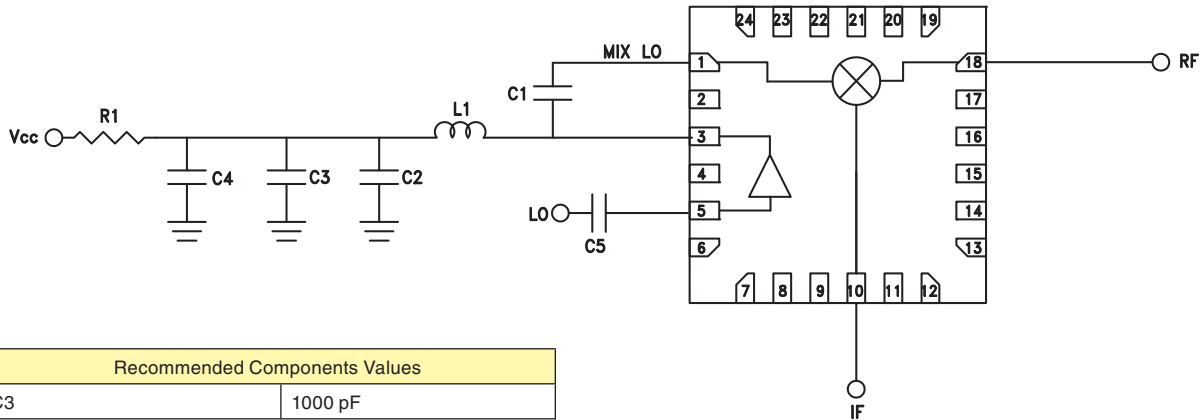 24 23 22 21 20 19
MIX LO
1
18
RF
C1
2
17
R1
L1
Vcc
3
16
C4
C3
C2
4
15
LO
5
14
C5
6
13
7 8 9 10 11 12
Recommended Components Values
C3 1000 pF
IF